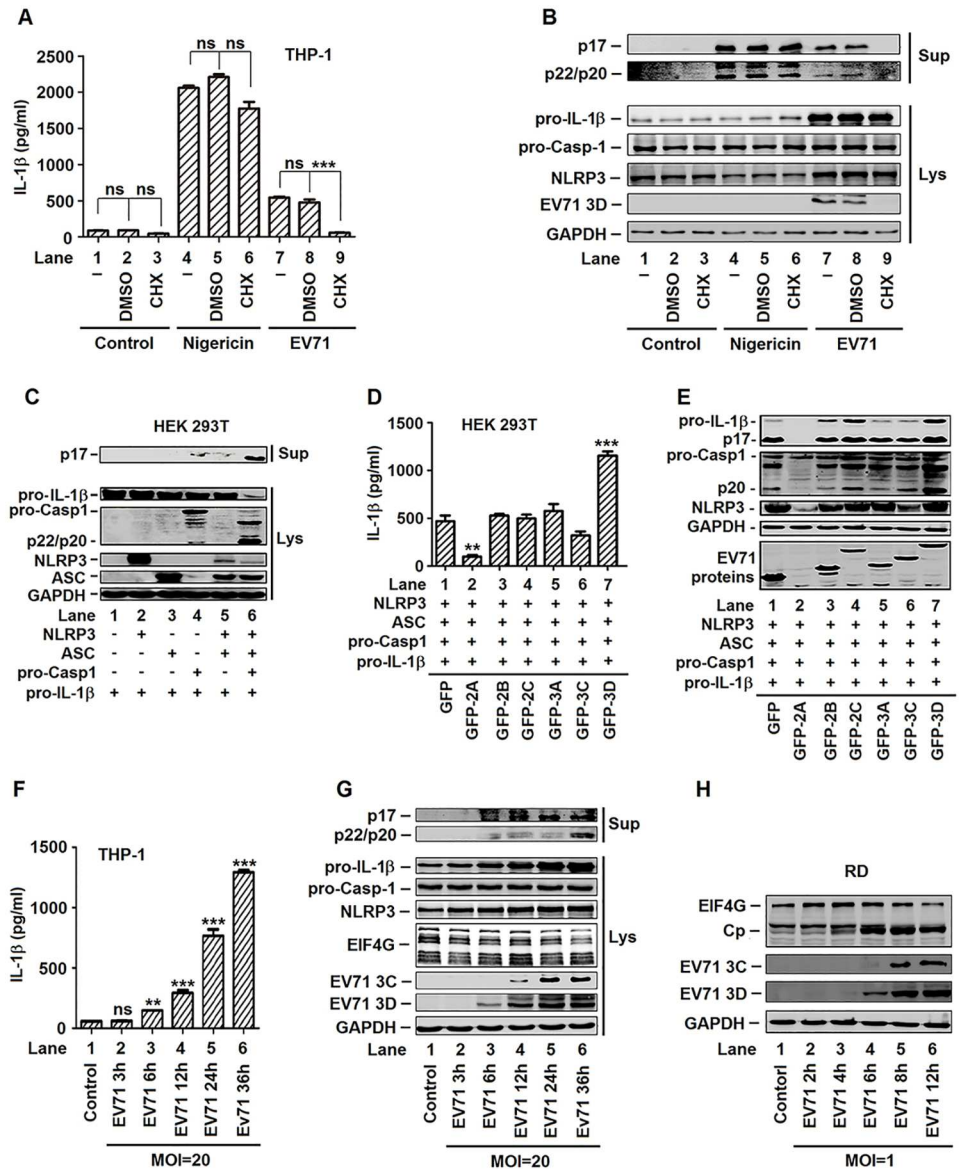 A
THP-1
IL-1β (pg/ml)
2500
2000
1500
1000
500
0
ns ns
ns ns
ns ***
Lane 1 2 3 4 5 6 7 8 9
– DMSO CHX – DMSO CHX – DMSO CHX
Control Nigericin EV71
B
p17
p22/p20
Sup
pro-IL-1β
pro-Casp-1
NLRP3
EV71 3D
GAPDH
Lys
Lane 1 2 3 4 5 6 7 8 9
– DMSO CHX – DMSO CHX – DMSO CHX
Control Nigericin EV71
C
HEK 293T
p17
Sup
pro-IL-1β
pro-Casp1
p22/p20
NLRP3
ASC
GAPDH
Lys
Lane 1 2 3 4 5 6
NLRP3 - + - - + +
ASC - - + - + +
pro-Casp1 - - - + - +
pro-IL-1β + + + + + +
D
HEK 293T
IL-1β (pg/ml)
1500
1000
500
0
**
***
Lane 1 2 3 4 5 6 7
NLRP3 + + + + + + +
ASC + + + + + + +
pro-Casp1 + + + + + + +
pro-IL-1β + + + + + + +
GFP GFP-2A GFP-2B GFP-2C GFP-3A GFP-3C GFP-3D
E
pro-IL-1β
p17
pro-Casp1
p20
NLRP3
GAPDH
EV71
proteins
Lane 1 2 3 4 5 6 7
NLRP3 + + + + + + +
ASC + + + + + + +
pro-Casp1 + + + + + + +
pro-IL-1β + + + + + + +
GFP GFP-2A GFP-2B GFP-2C GFP-3A GFP-3C GFP-3D
F
THP-1
IL-1β (pg/ml)
1500
1000
500
0
ns ** *** *** ***
Lane 1 2 3 4 5 6
Control EV71 3h EV71 6h EV71 12h EV71 24h EV71 36h
MOI=20
G
p17
p22/p20
Sup
pro-IL-1β
pro-Casp-1
NLRP3
EIF4G
EV71 3C
EV71 3D
GAPDH
Lys
Lane 1 2 3 4 5 6
Control EV71 3h EV71 6h EV71 12h EV71 24h EV71 36h
MOI=20
H
RD
EIF4G
Cp
EV71 3C
EV71 3D
GAPDH
Lane 1 2 3 4 5 6
Contorl EV71 2h EV71 4h EV71 6h EV71 8h EV71 12h
MOI=1